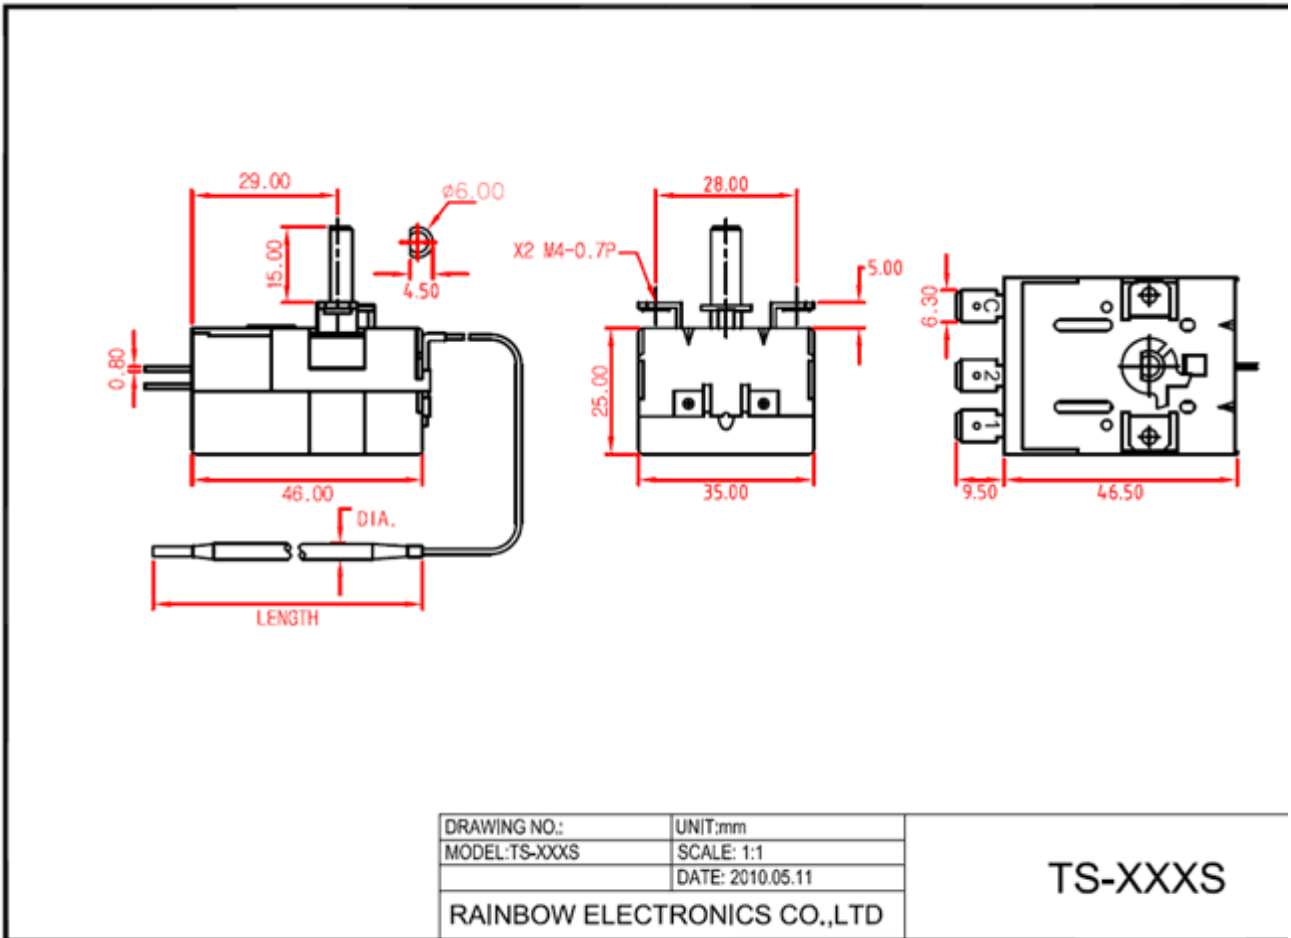 29.00
ø6.00
15.00
4.50
0.80
46.00
DIA.
LENGTH
28.00
X2 M4-0.7P
5.00
25.00
35.00
6.30
C
2
1
9.50
46.50
DRAWING NO.:
UNIT:mm
MODEL:TS-XXXS
SCALE: 1:1
DATE: 2010.05.11
RAINBOW ELECTRONICS CO.,LTD
TS-XXXS